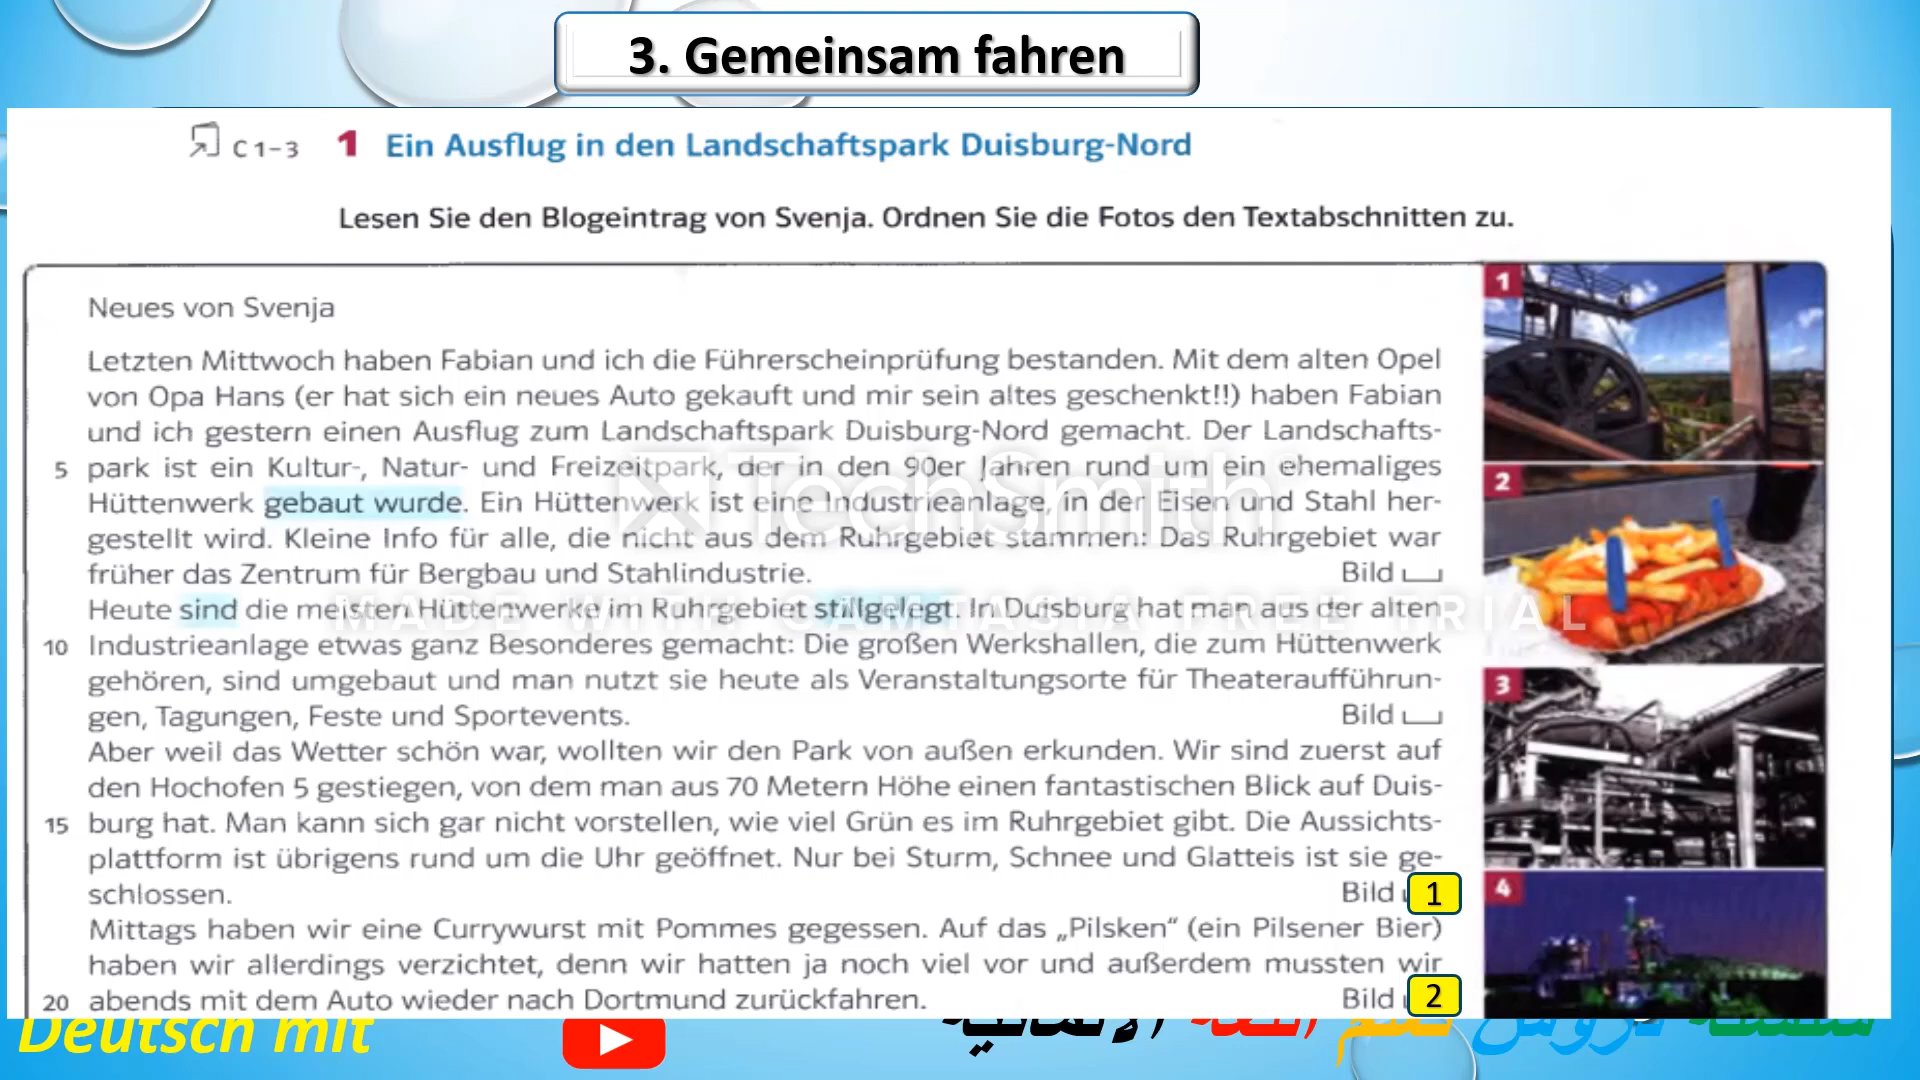 3. Gemeinsam fahren
C 1-3 1 Ein Ausflug in den Landschaftspark Duisburg-Nord
Lesen Sie den Blogeintrag von Svenja. Ordnen Sie die Fotos den Textabschnitten zu.
Neues von Svenja
Letzten Mittwoch haben Fabian und ich die Führerscheinprüfung bestanden. Mit dem alten Opel
von Opa Hans (er hat sich ein neues Auto gekauft und mir sein altes geschenkt!!) haben Fabian
und ich gestern einen Ausflug zum Landschaftspark Duisburg-Nord gemacht. Der Landschafts-
5 park ist ein Kultur-, Natur- und Freizeitpark, der in den 90er Jahren rund um ein ehemaliges
Hüttenwerk gebaut wurde. Ein Hüttenwerk ist eine Industrieanlage, in der Eisen und Stahl her-
gestellt wird. Kleine Info für alle, die nicht aus dem Ruhrgebiet stammen: Das Ruhrgebiet war
früher das Zentrum für Bergbau und Stahlindustrie. Bild
Heute sind die meisten Hüttenwerke im Ruhrgebiet stillgelegt. In Duisburg hat man aus der alten
10 Industrieanlage etwas ganz Besonderes gemacht: Die großen Werkshallen, die zum Hüttenwerk
gehören, sind umgebaut und man nutzt sie heute als Veranstaltungsorte für Theateraufführun-
gen, Tagungen, Feste und Sportevents. Bild
Aber weil das Wetter schön war, wollten wir den Park von außen erkunden. Wir sind zuerst auf
den Hochofen 5 gestiegen, von dem man aus 70 Metern Höhe einen fantastischen Blick auf Duis-
15 burg hat. Man kann sich gar nicht vorstellen, wie viel Grün es im Ruhrgebiet gibt. Die Aussichts-
plattform ist übrigens rund um die Uhr geöffnet. Nur bei Sturm, Schnee und Glatteis ist sie ge-
schlossen. Bild 1
Mittags haben wir eine Currywurst mit Pommes gegessen. Auf das „Pilsken“ (ein Pilsener Bier)
haben wir allerdings verzichtet, denn wir hatten ja noch viel vor und außerdem mussten wir
20 abends mit dem Auto wieder nach Dortmund zurückfahren. Bild 2
1
2
3
4
TechSmith
MADE WITH CAMTASIA FREE TRIAL
Deutsch mit